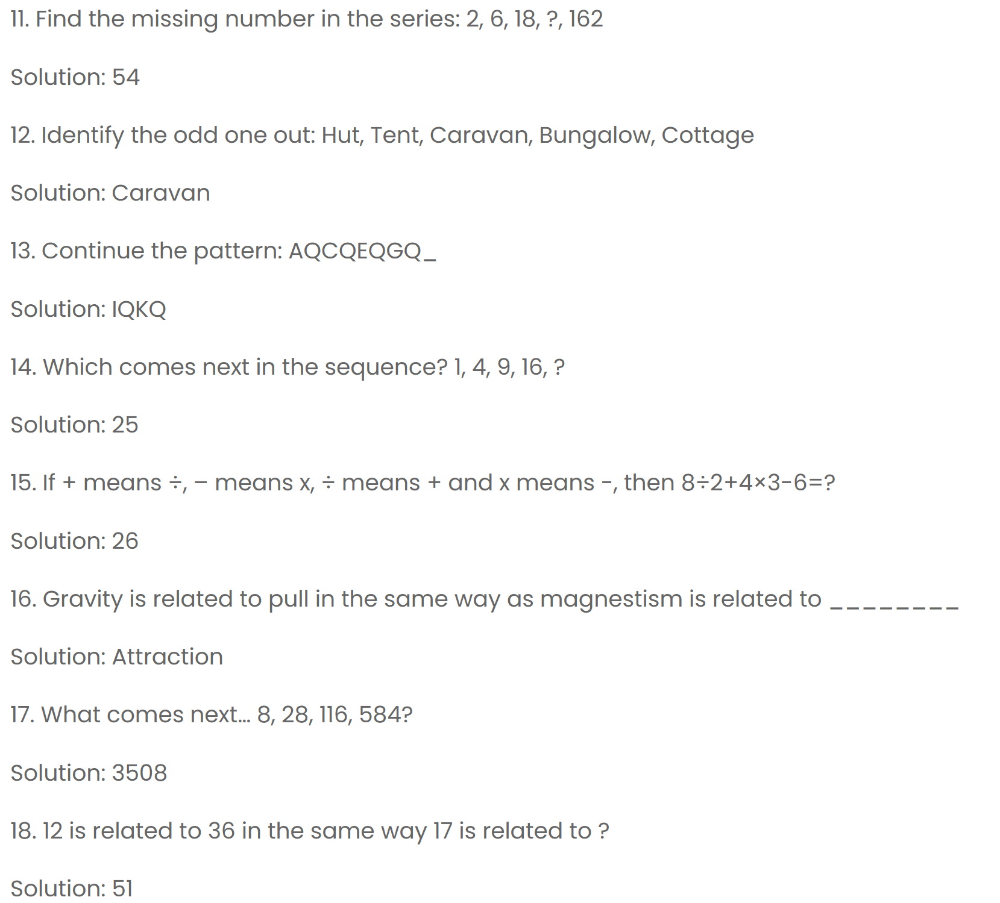 11. Find the missing number in the series: 2, 6, 18, ?, 162
Solution: 54
12. Identify the odd one out: Hut, Tent, Caravan, Bungalow, Cottage
Solution: Caravan
13. Continue the pattern: AQCQEQGQ_
Solution: IQKQ
14. Which comes next in the sequence? 1, 4, 9, 16, ?
Solution: 25
15. If + means ÷, – means x, ÷ means + and x means -, then 8÷2+4×3-6=?
Solution: 26
16. Gravity is related to pull in the same way as magnestism is related to ________
Solution: Attraction
17. What comes next… 8, 28, 116, 584?
Solution: 3508
18. 12 is related to 36 in the same way 17 is related to ?
Solution: 51